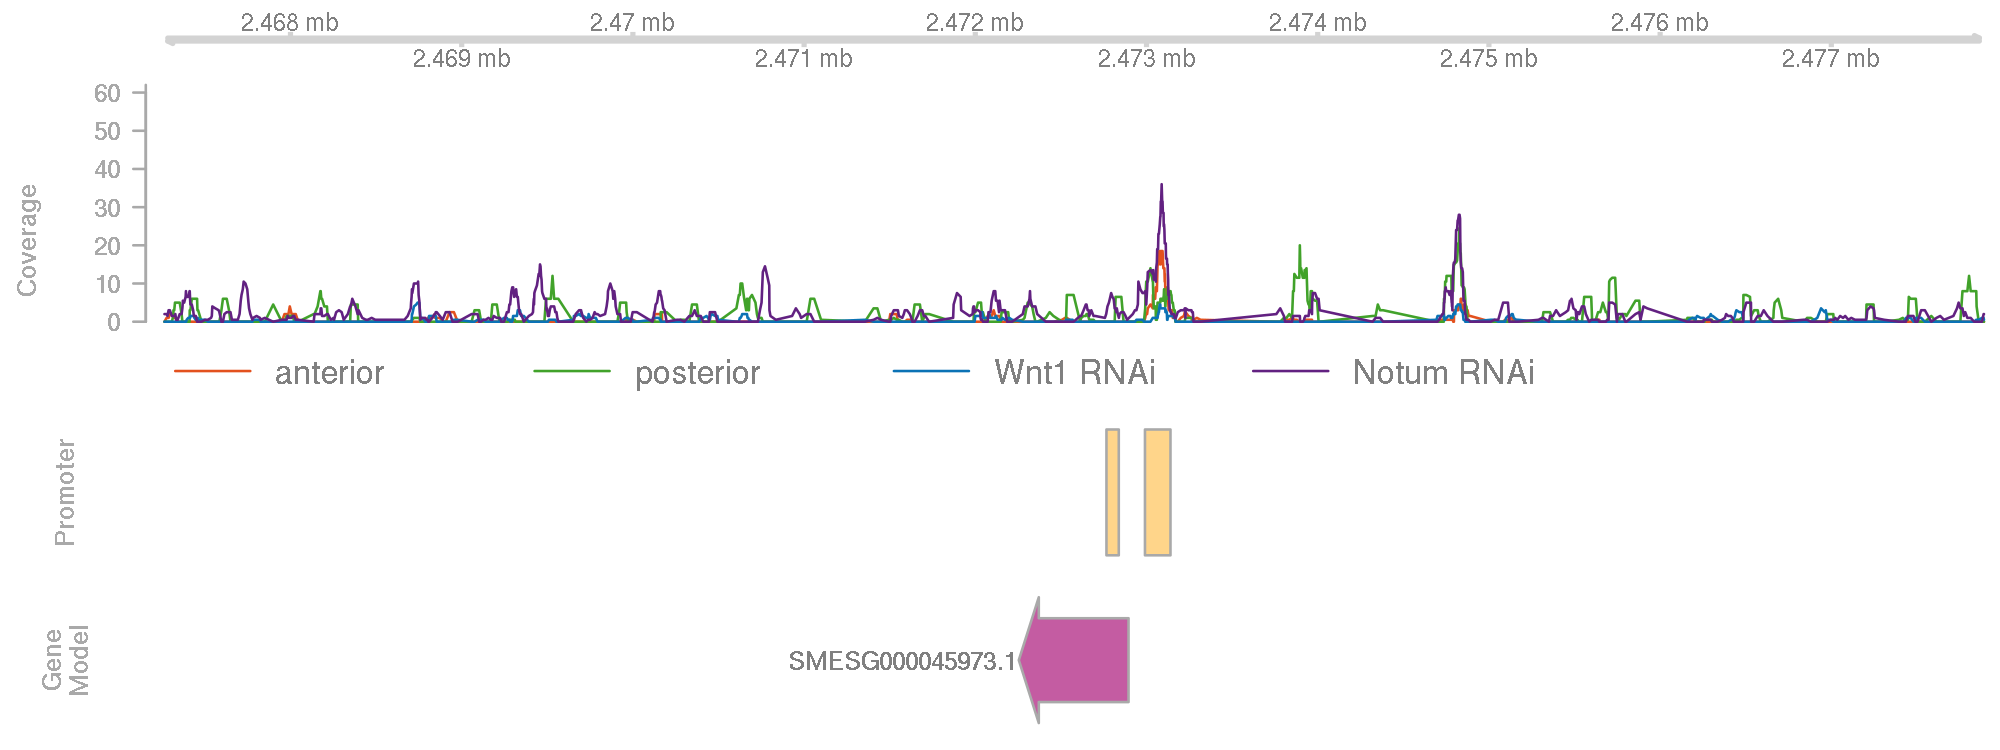 2.468 mb 2.47 mb 2.472 mb 2.474 mb 2.476 mb
2.469 mb 2.471 mb 2.473 mb 2.475 mb 2.477 mb
Coverage
60
50
40
30
20
10
0
anterior posterior Wnt1 RNAi Notum RNAi
Promoter
Gene
Model
SMESG000045973.1